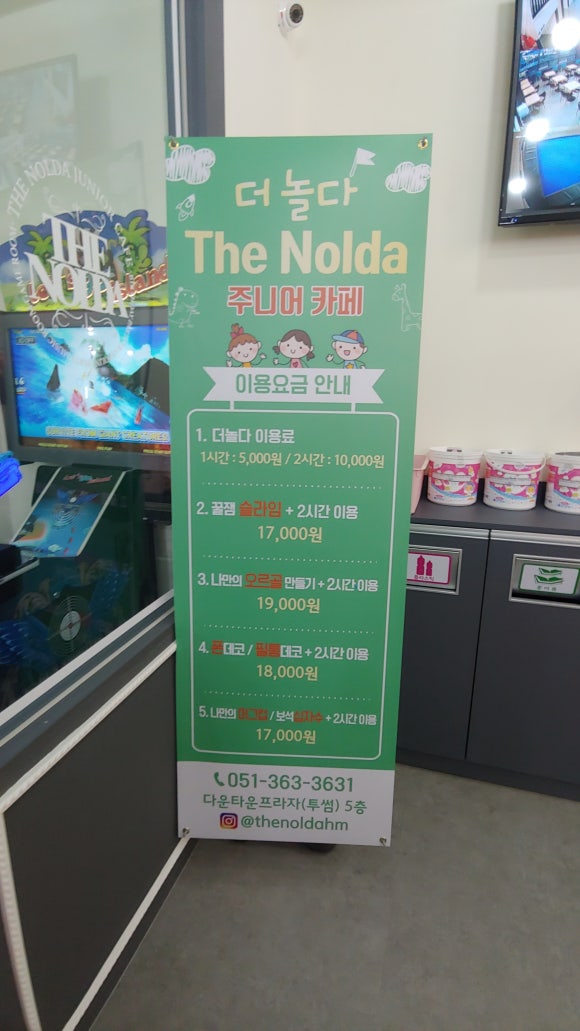 더 놀다
The Nolda
주니어 카페
이용요금 안내
1. 더놀다 이용료
1시간 : 5,000원 / 2시간 : 10,000원
2. 꿀잼 슬라임 + 2시간 이용
17,000원
3. 나만의 오르골 만들기 + 2시간 이용
19,000원
4. 폰데코 / 필통데코 + 2시간 이용
18,000원
5. 나만의 머그컵 / 보석십자수 + 2시간 이용
17,000원
051-363-3631
다운타운프라자(투썸) 5층
@thenoldahm
THE NOLDA JUNIOR
THE
NOLDA